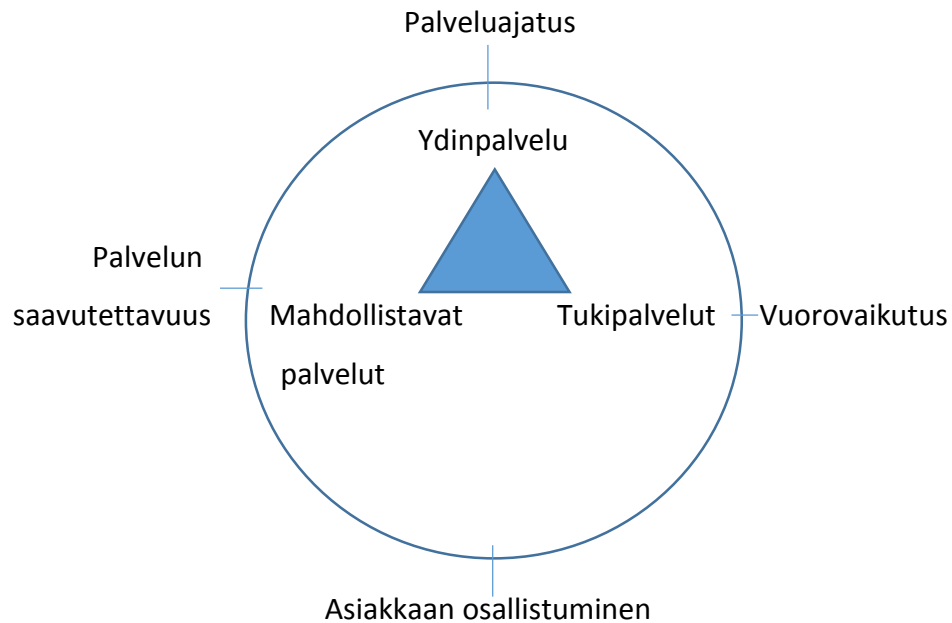 Palveluajatus
Ydinpalvelu
Palvelun
saavutettavuus
Mahdollistavat
palvelut
Tukipalvelut
Vuorovaikutus
Asiakkaan osallistuminen